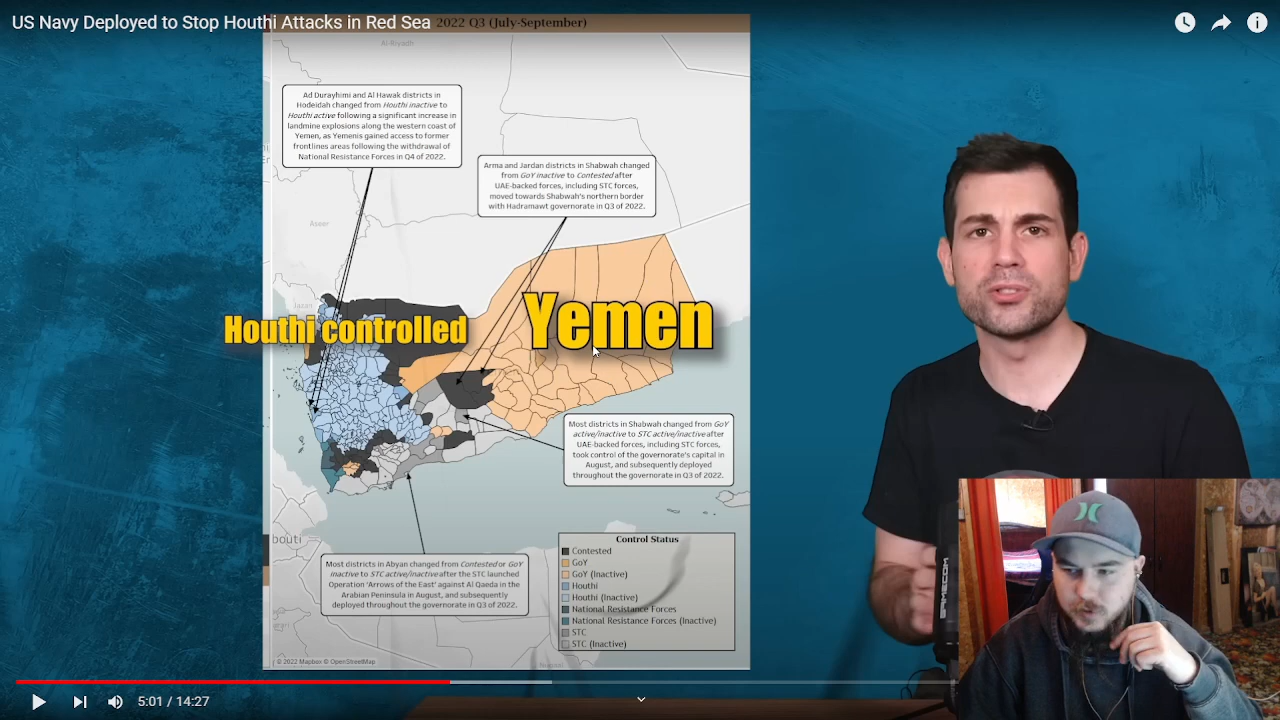 US Navy Deployed to Stop Houthi Attacks in Red Sea
2022 Q3 (July-September)
Al-Riyadh
Ad Durayhimi and Al Hawak districts in
Hodeidah changed from Houthi inactive to
Houthi active following a significant increase in
landmine explosions along the western coast of
Yemen, as Yemenis gained access to former
frontlines areas following the withdrawal of
National Resistance Forces in Q4 of 2022.
Arma and Jardan districts in Shabwah changed
from GoY inactive to Contested after
UAE-backed forces, including STC forces,
moved towards Shabwah's northern border
with Hadramawt governorate in Q3 of 2022.
Aseer
Jazan
Houthi controlled
Yemen
Most districts in Shabwah changed from GoY
active/inactive to STC active/inactive after
UAE-backed forces, including STC forces,
took control of the governorate's capital in
August, and subsequently deployed
throughout the governorate in Q3 of 2022.
bouti
Most districts in Abyan changed from Contested or GoY
inactive to STC active/inactive after the STC launched
Operation 'Arrows of the East' against Al Qaeda in the
Arabian Peninsula in August, and subsequently
deployed throughout the governorate in Q3 of 2022.
Control Status
Contested
GoY
GoY (Inactive)
Houthi
Houthi (Inactive)
National Resistance Forces
National Resistance Forces (Inactive)
STC
STC (Inactive)
© 2022 Mapbox © OpenStreetMap
GAMECOM
5:01 / 14:27